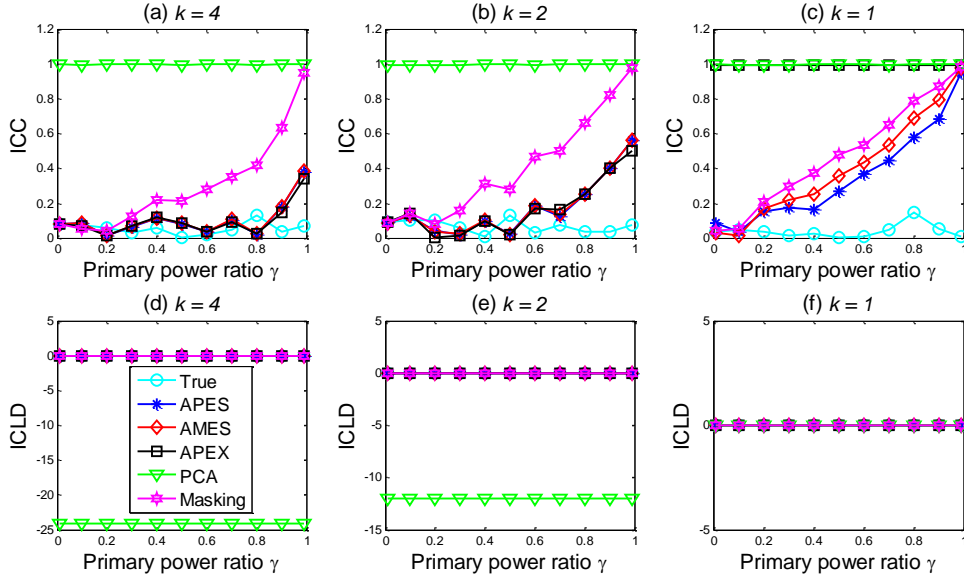 (a) k = 4
(b) k = 2
(c) k = 1
1.2
1
0.8
0.6
0.4
0.2
0
ICC
0 0.2 0.4 0.6 0.8 1
Primary power ratio γ
1.2
1
0.8
0.6
0.4
0.2
0
ICC
0 0.2 0.4 0.6 0.8 1
Primary power ratio γ
1.2
1
0.8
0.6
0.4
0.2
0
ICC
0 0.2 0.4 0.6 0.8 1
Primary power ratio γ
(d) k = 4
(e) k = 2
(f) k = 1
5
0
-5
-10
-15
-20
-25
ICLD
True
APES
AMES
APEX
PCA
Masking
0 0.2 0.4 0.6 0.8 1
Primary power ratio γ
5
0
-5
-10
-15
ICLD
0 0.2 0.4 0.6 0.8 1
Primary power ratio γ
5
0
-5
ICLD
0 0.2 0.4 0.6 0.8 1
Primary power ratio γ